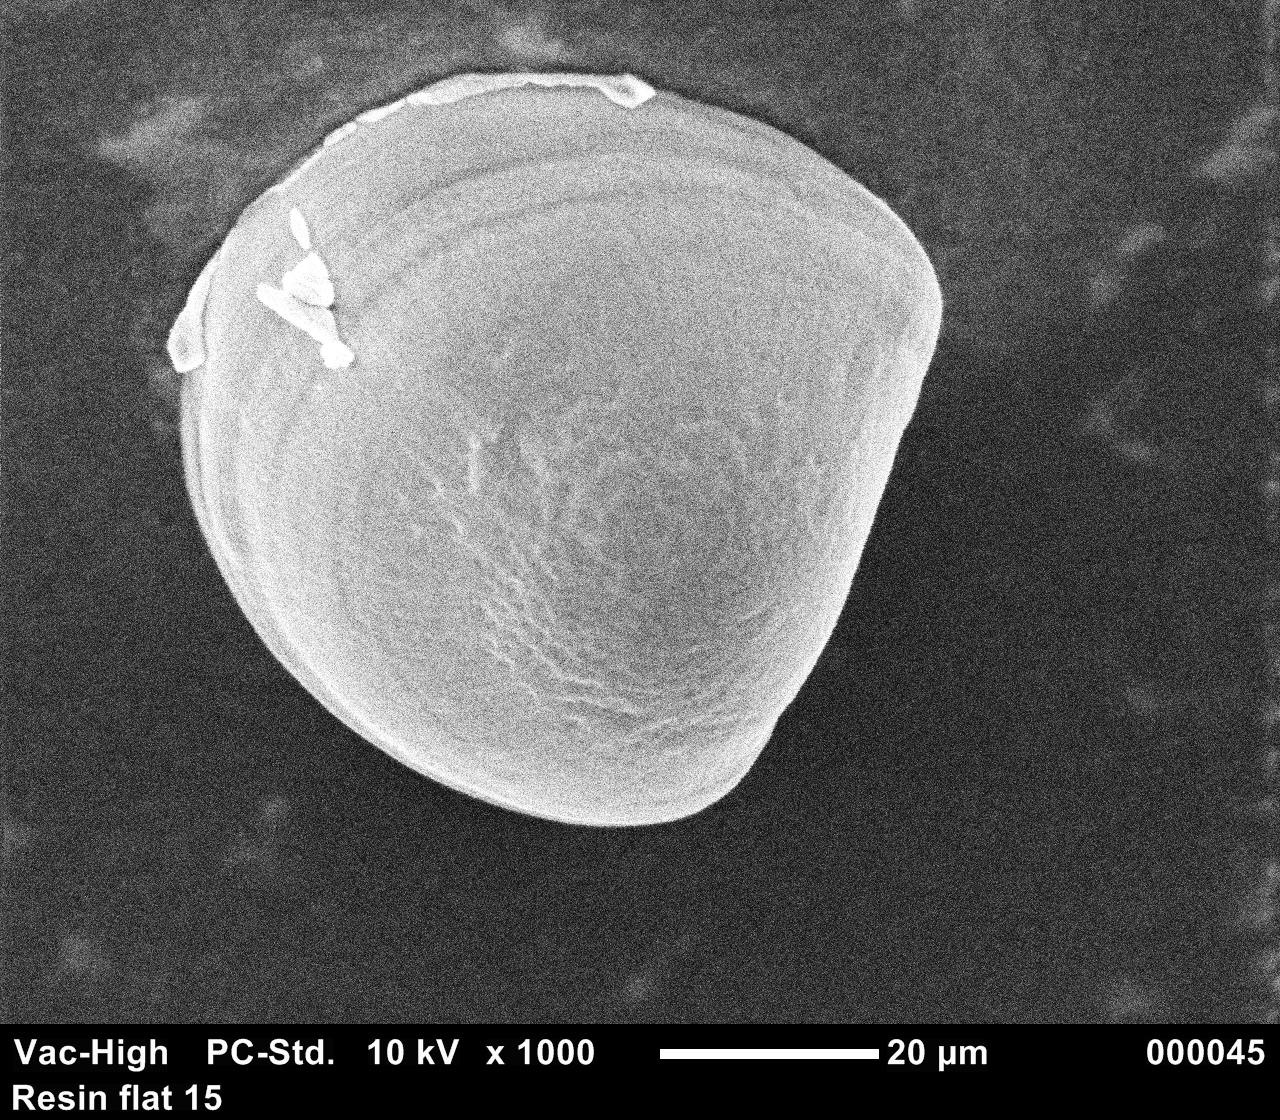 Vac-High PC-Std. 10 kV x 1000 20 µm 000045
Resin flat 15